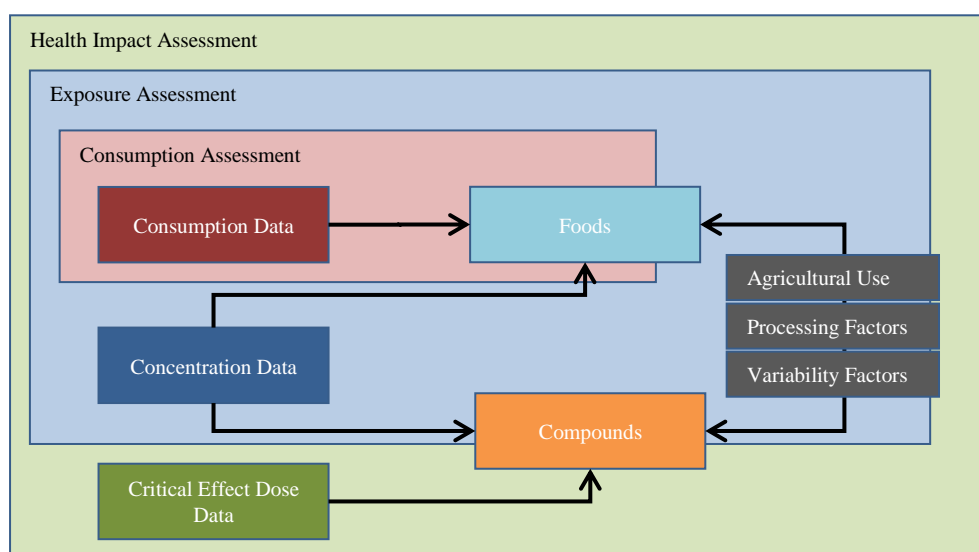 Health Impact Assessment
Exposure Assessment
Consumption Assessment
Consumption Data
Foods
Agricultural Use
Processing Factors
Concentration Data
Variability Factors
Compounds
Critical Effect Dose
Data